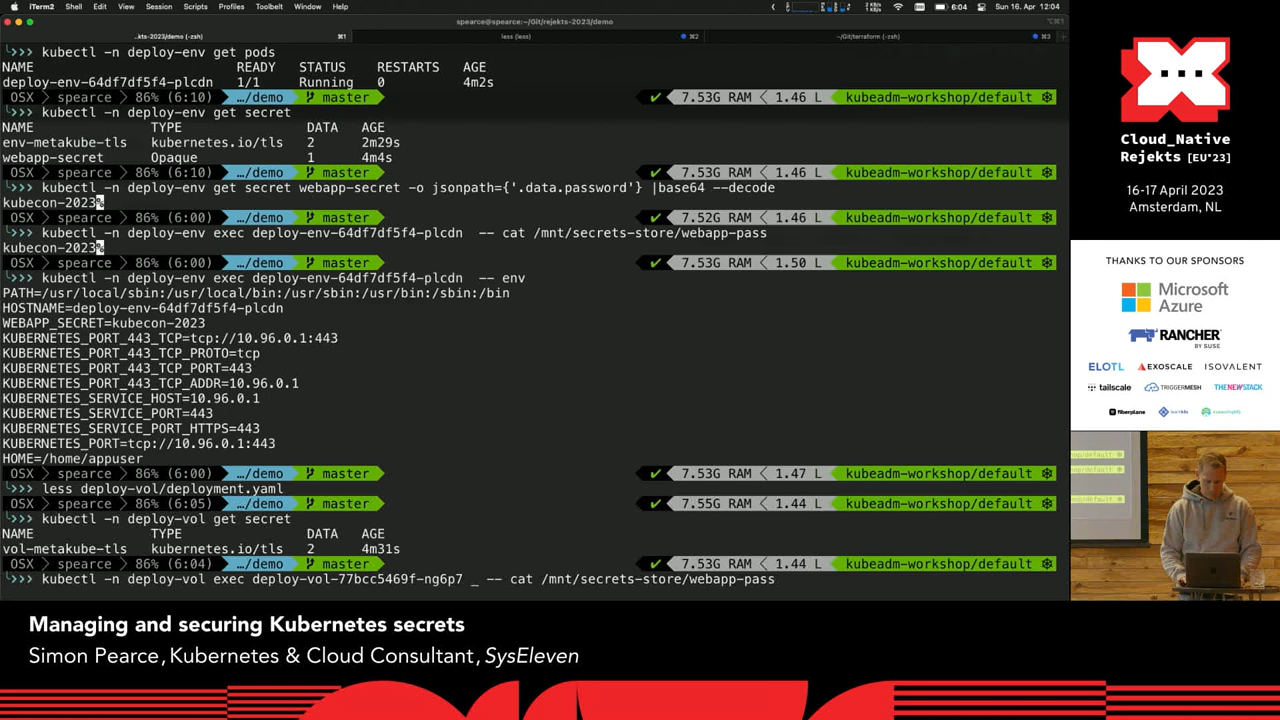 iTerm2 Shell Edit View Session Scripts Profiles Toolbelt Window Help 6:04 Sun 16. Apr 12:04
spearce@spearce:~/Git/rejekts-2023/demo
..kts-2023/demo (-zsh) ⌘1 less (less) ⌘2 ~/Git/terraform (-zsh) ⌘3
>>> kubectl -n deploy-env get pods
NAME READY STATUS RESTARTS AGE
deploy-env-64df7df5f4-plcdn 1/1 Running 0 4m2s
OSX spearce 86% (6:10) …/demo master ✔ 7.53G RAM 1.46 L kubeadm-workshop/default
>>> kubectl -n deploy-env get secret
NAME TYPE DATA AGE
env-metakube-tls kubernetes.io/tls 2 2m29s
webapp-secret Opaque 1 4m4s
OSX spearce 86% (6:10) …/demo master ✔ 7.53G RAM 1.46 L kubeadm-workshop/default
>>> kubectl -n deploy-env get secret webapp-secret -o jsonpath={'.data.password'} |base64 --decode
kubecon-2023%
OSX spearce 86% (6:00) …/demo master ✔ 7.52G RAM 1.46 L kubeadm-workshop/default
>>> kubectl -n deploy-env exec deploy-env-64df7df5f4-plcdn -- cat /mnt/secrets-store/webapp-pass
kubecon-2023%
OSX spearce 86% (6:00) …/demo master ✔ 7.53G RAM 1.50 L kubeadm-workshop/default
>>> kubectl -n deploy-env exec deploy-env-64df7df5f4-plcdn -- env
PATH=/usr/local/sbin:/usr/local/bin:/usr/sbin:/usr/bin:/sbin:/bin
HOSTNAME=deploy-env-64df7df5f4-plcdn
WEBAPP_SECRET=kubecon-2023
KUBERNETES_PORT_443_TCP=tcp://10.96.0.1:443
KUBERNETES_PORT_443_TCP_PROTO=tcp
KUBERNETES_PORT_443_TCP_PORT=443
KUBERNETES_PORT_443_TCP_ADDR=10.96.0.1
KUBERNETES_SERVICE_HOST=10.96.0.1
KUBERNETES_SERVICE_PORT=443
KUBERNETES_SERVICE_PORT_HTTPS=443
KUBERNETES_PORT=tcp://10.96.0.1:443
HOME=/home/appuser
OSX spearce 86% (6:00) …/demo master ✔ 7.53G RAM 1.47 L kubeadm-workshop/default
>>> less deploy-vol/deployment.yaml
OSX spearce 86% (6:05) …/demo master ✔ 7.55G RAM 1.44 L kubeadm-workshop/default
>>> kubectl -n deploy-vol get secret
NAME TYPE DATA AGE
vol-metakube-tls kubernetes.io/tls 2 4m31s
OSX spearce 86% (6:04) …/demo master ✔ 7.53G RAM 1.44 L kubeadm-workshop/default
>>> kubectl -n deploy-vol exec deploy-vol-77bcc5469f-ng6p7 _ -- cat /mnt/secrets-store/webapp-pass
Cloud_Native
Rejekts [EU*23]
16-17 April 2023
Amsterdam, NL
THANKS TO OUR SPONSORS
Microsoft
Azure
RANCHER
BY SUSE
ELOTL EXOSCALE ISOVALENT
tailscale TRIGGERMESH THENEWSTACK
fiberplane
Managing and securing Kubernetes secrets
Simon Pearce, Kubernetes & Cloud Consultant, SysEleven